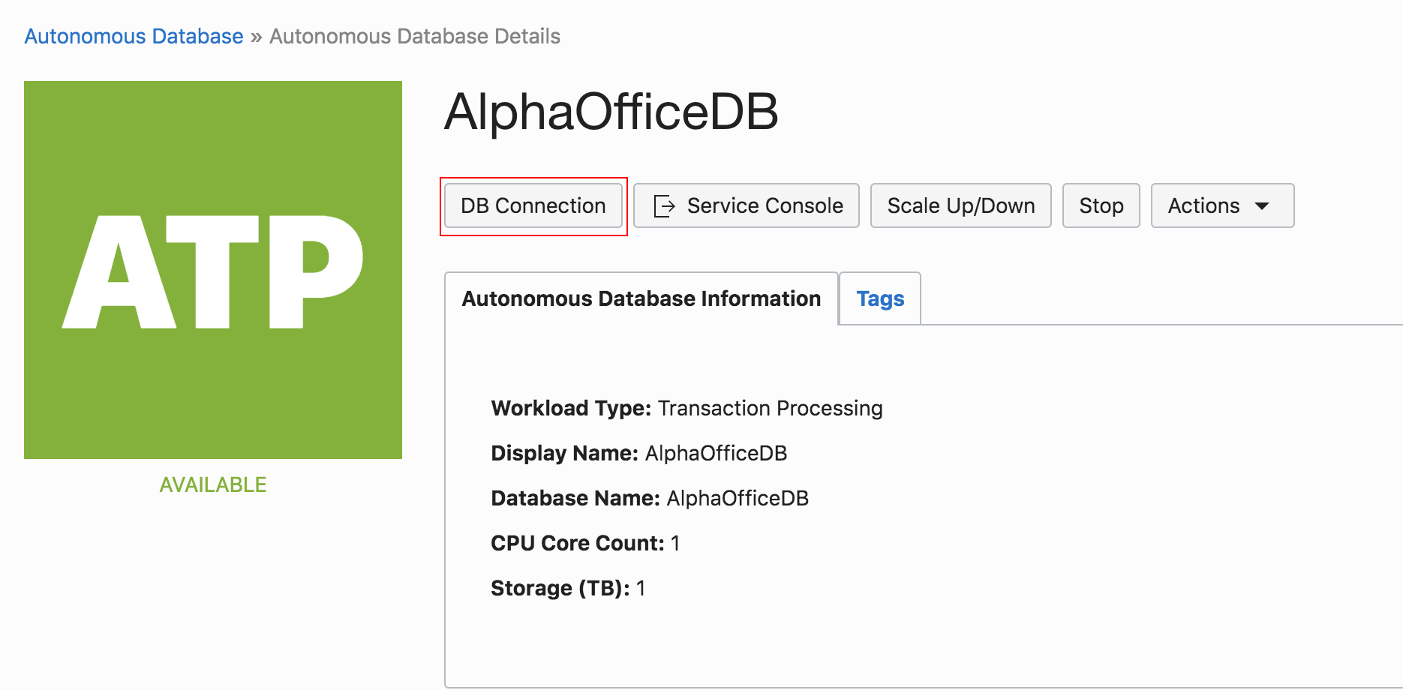 Autonomous Database » Autonomous Database Details
ATP
AVAILABLE
AlphaOfficeDB
DB Connection Service Console Scale Up/Down Stop Actions
Autonomous Database Information Tags
Workload Type: Transaction Processing
Display Name: AlphaOfficeDB
Database Name: AlphaOfficeDB
CPU Core Count: 1
Storage (TB): 1